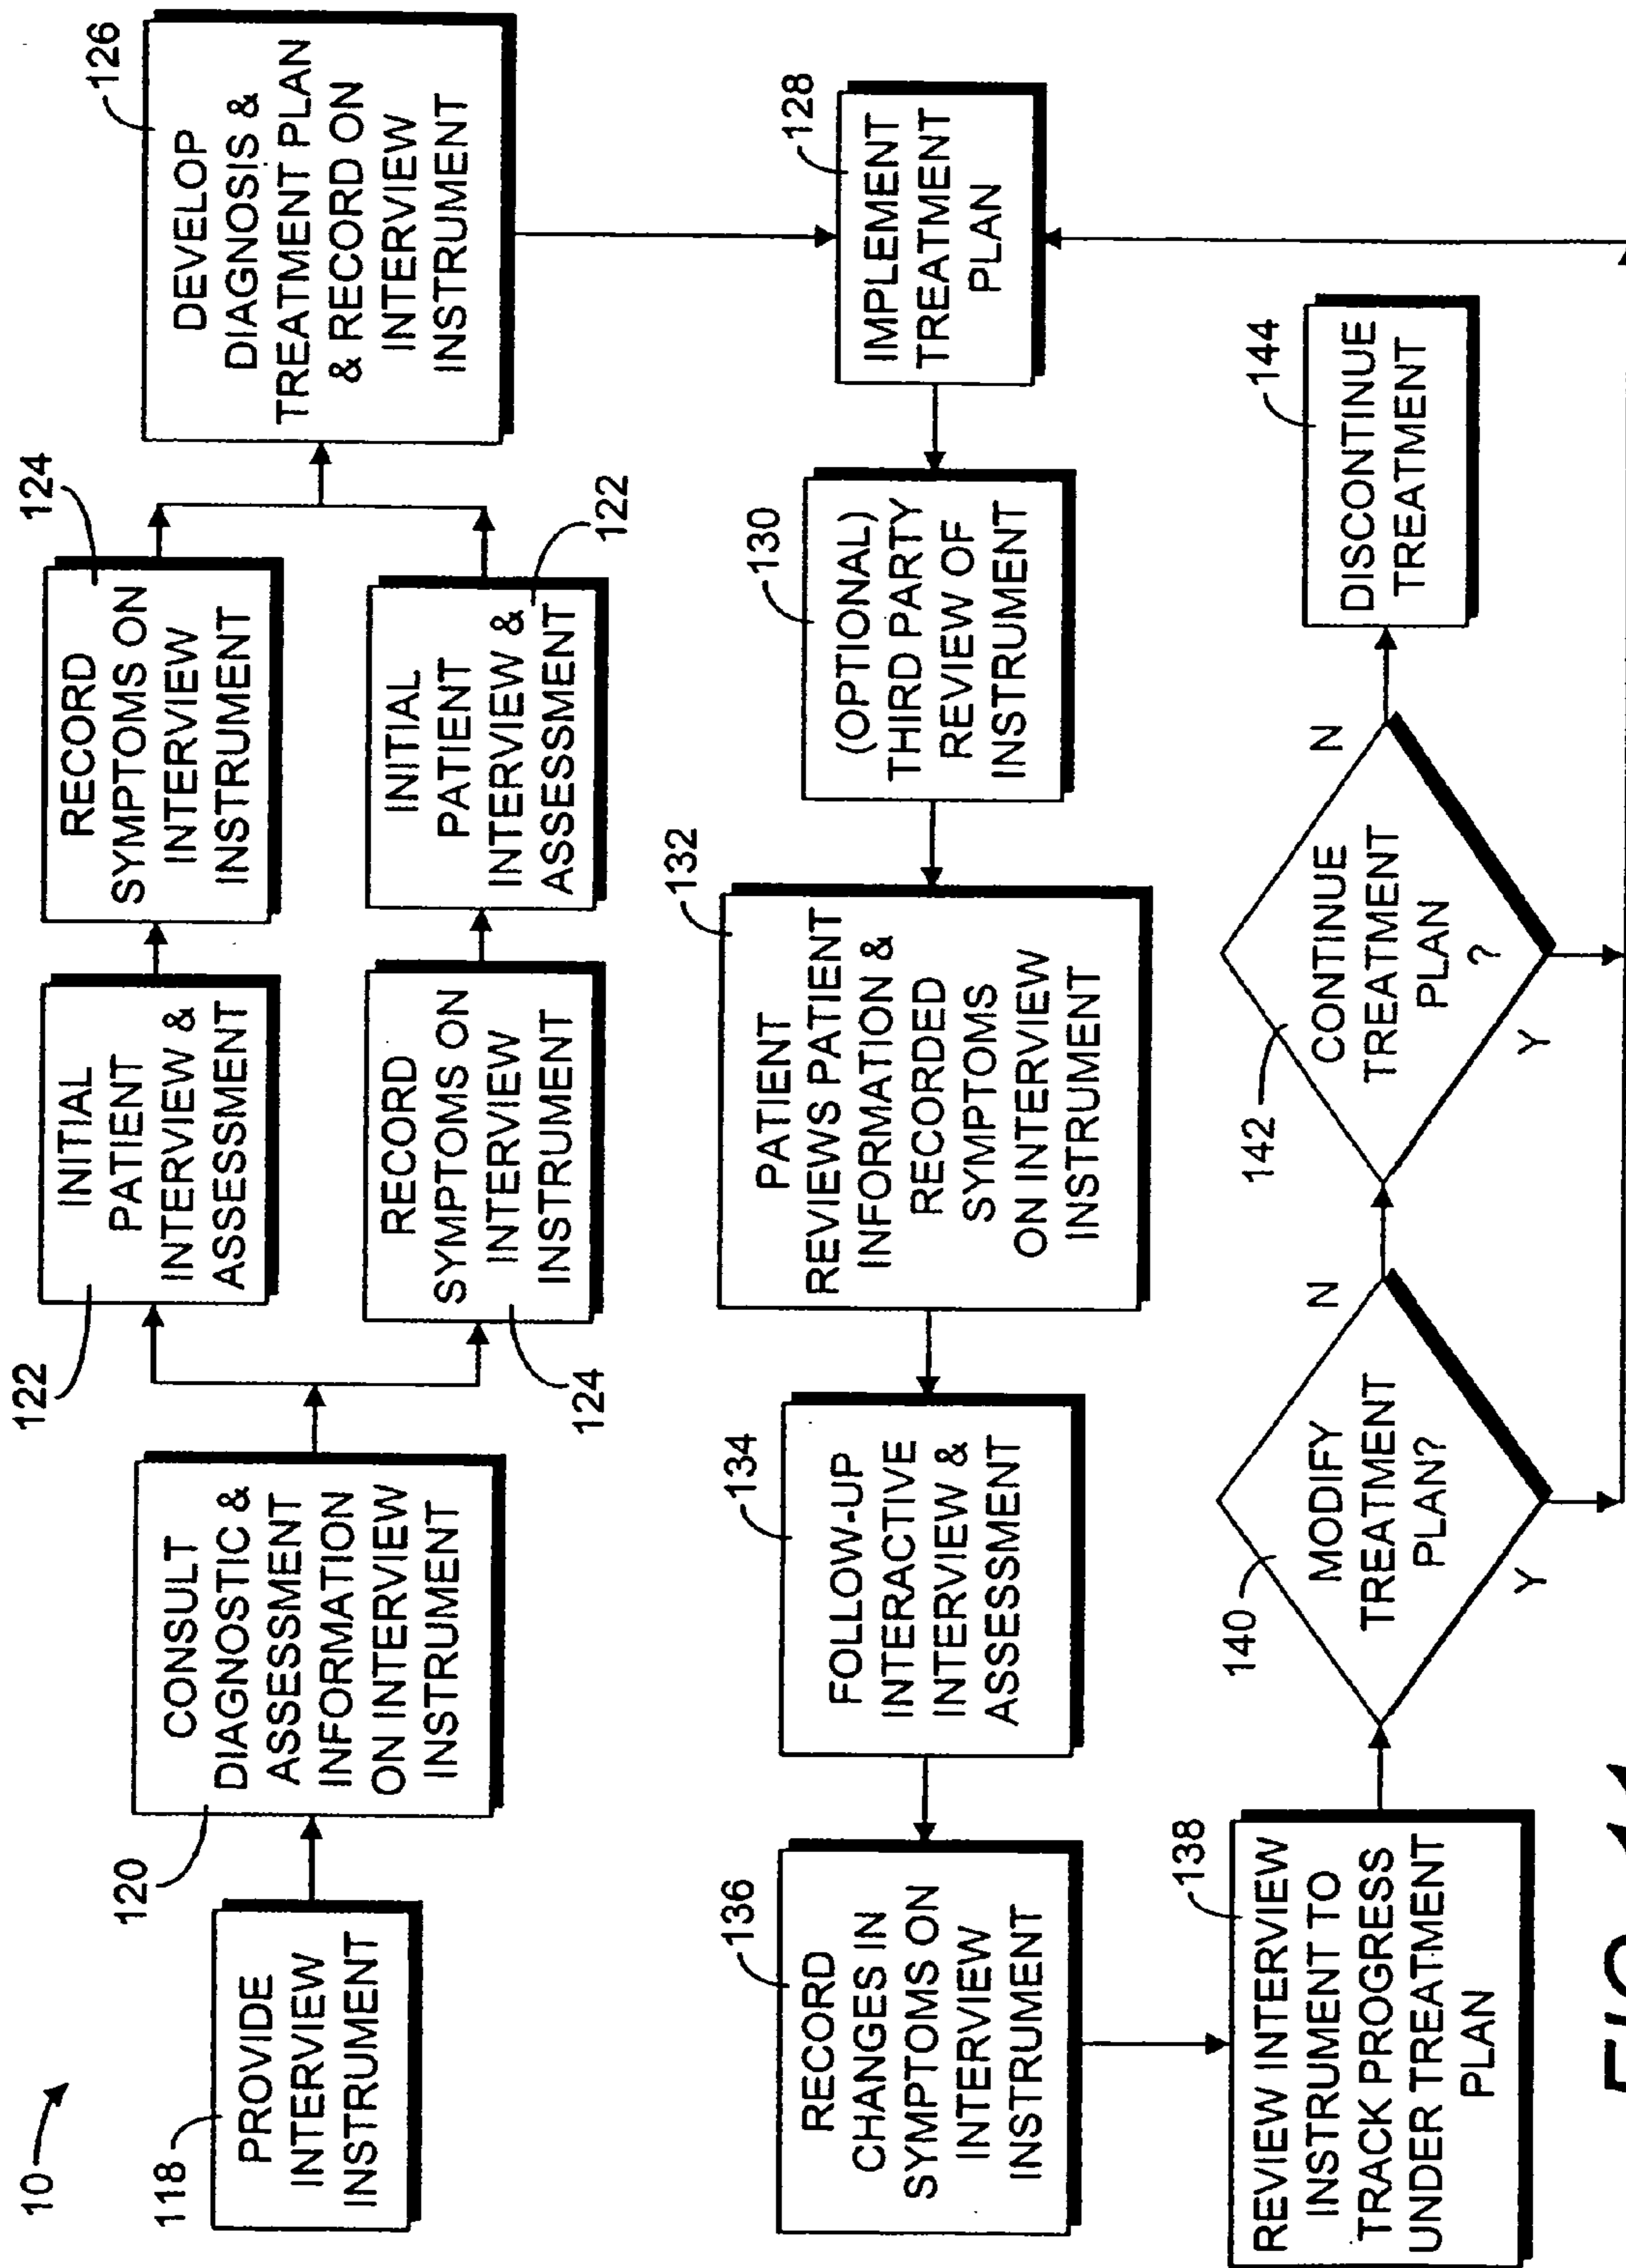 10
118
PROVIDE
INTERVIEW
INSTRUMENT
120
CONSULT
DIAGNOSTIC &
ASSESSMENT
INFORMATION
ON INTERVIEW
INSTRUMENT
122
INITIAL
PATIENT
INTERVIEW &
ASSESSMENT
124
RECORD
SYMPTOMS ON
INTERVIEW
INSTRUMENT
124
RECORD
SYMPTOMS ON
INTERVIEW
INSTRUMENT
122
INITIAL
PATIENT
INTERVIEW &
ASSESSMENT
126
DEVELOP
DIAGNOSIS &
TREATMENT PLAN
& RECORD ON
INTERVIEW
INSTRUMENT
128
IMPLEMENT
TREATMENT
PLAN
130
(OPTIONAL)
THIRD PARTY
REVIEW OF
INSTRUMENT
132
PATIENT
REVIEWS PATIENT
INFORMATION &
RECORDED
SYMPTOMS
ON INTERVIEW
INSTRUMENT
134
FOLLOW-UP
INTERACTIVE
INTERVIEW &
ASSESSMENT
136
RECORD
CHANGES IN
SYMPTOMS ON
INTERVIEW
INSTRUMENT
138
REVIEW INTERVIEW
INSTRUMENT TO
TRACK PROGRESS
UNDER TREATMENT
PLAN
140
MODIFY
TREATMENT
PLAN?
N
Y
142
CONTINUE
TREATMENT
PLAN
?
N
Y
144
DISCONTINUE
TREATMENT